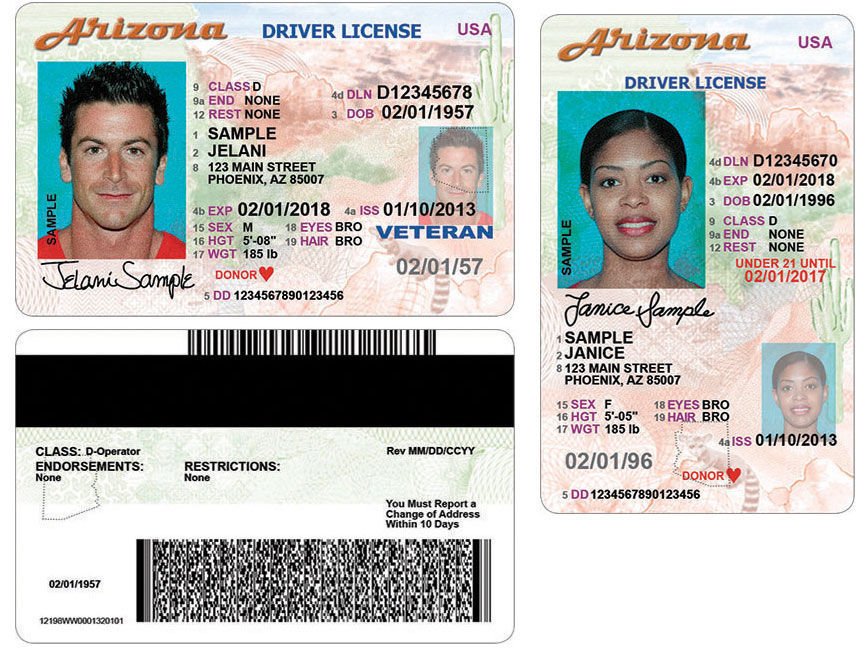 Arizona DRIVER LICENSE USA
9 CLASS D
9a END NONE
12 REST NONE
4d DLN D12345678
3 DOB 02/01/1957
1 SAMPLE
2 JELANI
8 123 MAIN STREET
PHOENIX, AZ 85007
4b EXP 02/01/2018 4a ISS 01/10/2013
15 SEX M 18 EYES BRO
16 HGT 5'-08" 19 HAIR BRO
17 WGT 185 lb
VETERAN
DONOR
02/01/57
5 DD 1234567890123456
SAMPLE
Jelani Sample
CLASS: D-Operator
Rev MM/DD/CCYY
ENDORSEMENTS:
None
RESTRICTIONS:
None
You Must Report a
Change of Address
Within 10 Days
02/01/1957
12198WW0001320101
Arizona USA
DRIVER LICENSE
SAMPLE
4d DLN D12345670
4b EXP 02/01/2018
3 DOB 02/01/1996
9 CLASS D
9a END NONE
12 REST NONE
UNDER 21 UNTIL
02/01/2017
Janice Sample
1 SAMPLE
2 JANICE
8 123 MAIN STREET
PHOENIX, AZ 85007
15 SEX F 18 EYES BRO
16 HGT 5'-05" 19 HAIR BRO
17 WGT 185 lb
4a ISS 01/10/2013
02/01/96
DONOR
5 DD 1234567890123456